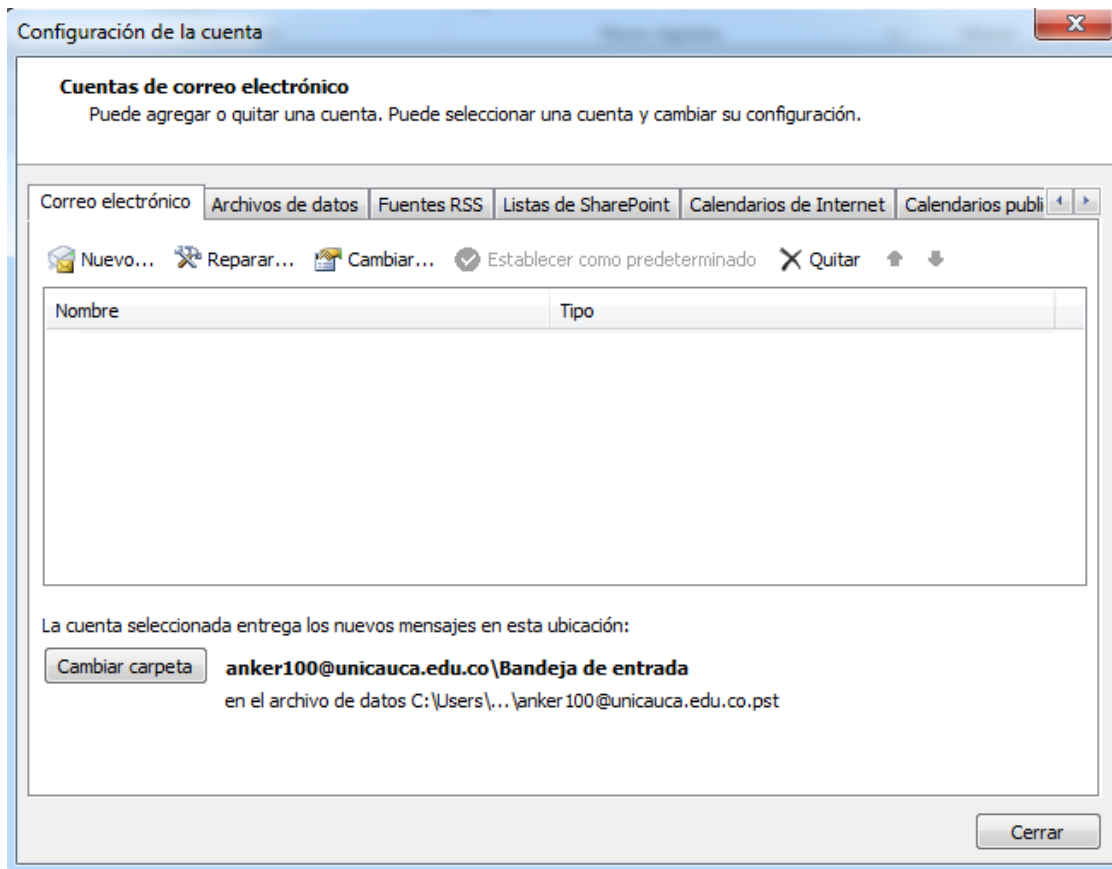 Configuración de la cuenta
Cuentas de correo electrónico
Puede agregar o quitar una cuenta. Puede seleccionar una cuenta y cambiar su configuración.
Correo electrónico Archivos de datos Fuentes RSS Listas de SharePoint Calendarios de Internet Calendarios publi
Nuevo... Reparar... Cambiar... Establecer como predeterminado Quitar
Nombre Tipo
La cuenta seleccionada entrega los nuevos mensajes en esta ubicación:
Cambiar carpeta anker100@unicauca.edu.co\Bandeja de entrada
en el archivo de datos C:\Users\...\anker100@unicauca.edu.co.pst
Cerrar